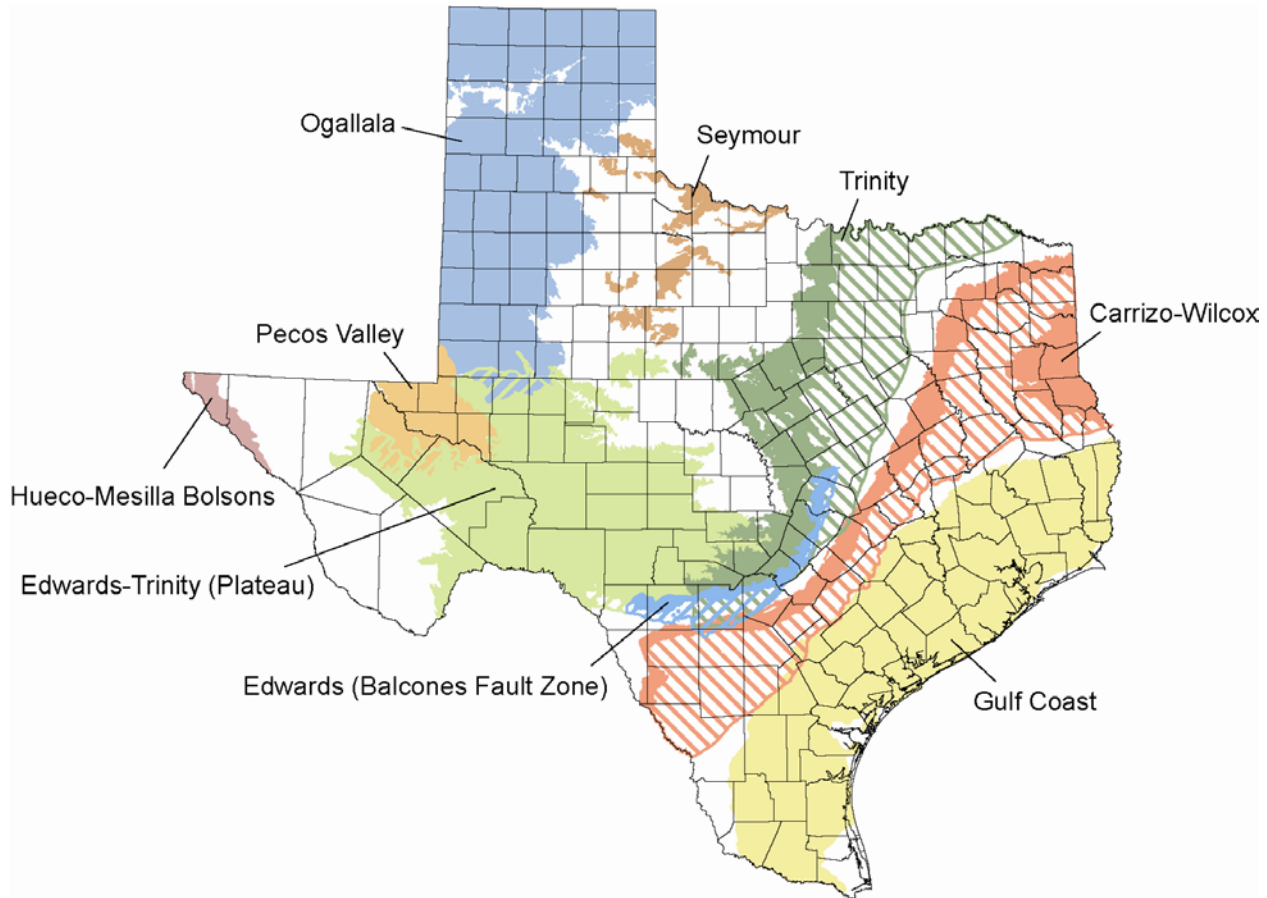 Ogallala
Seymour
Trinity
Carrizo-Wilcox
Pecos Valley
Hueco-Mesilla Bolsons
Edwards-Trinity (Plateau)
Edwards (Balcones Fault Zone)
Gulf Coast